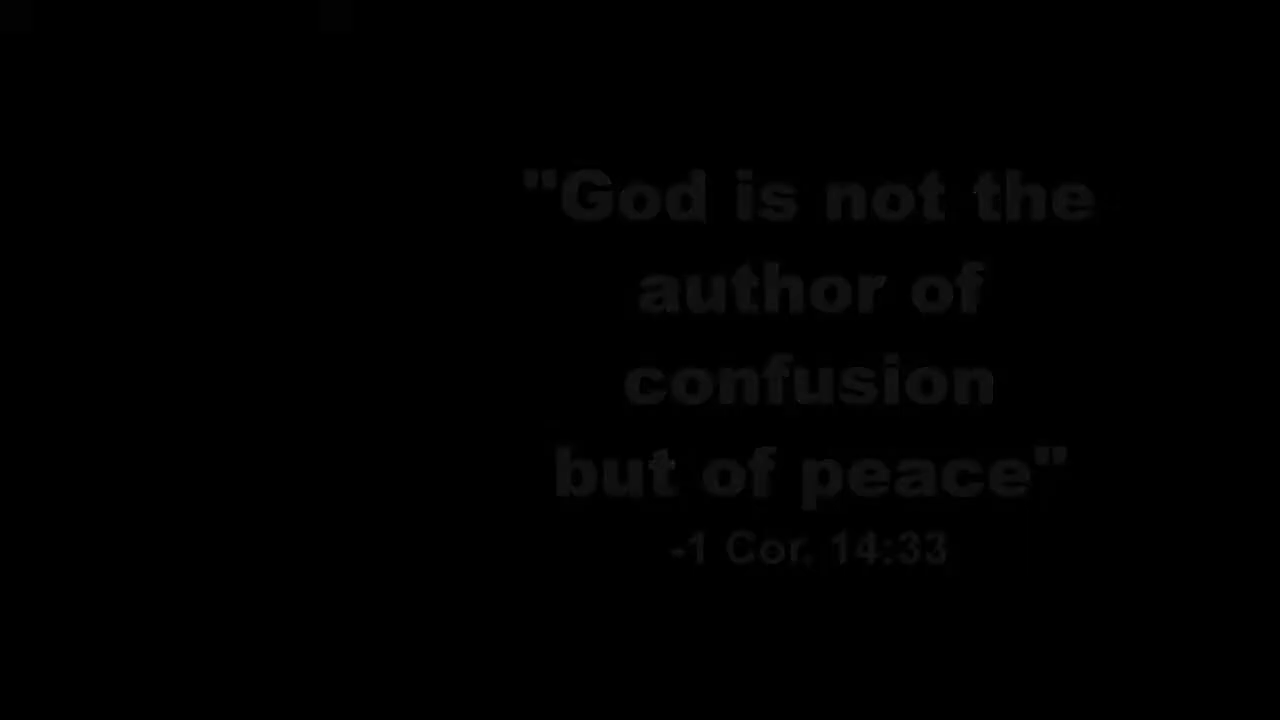 "God is not the
author of
confusion
but of peace"
-1 Cor. 14:33